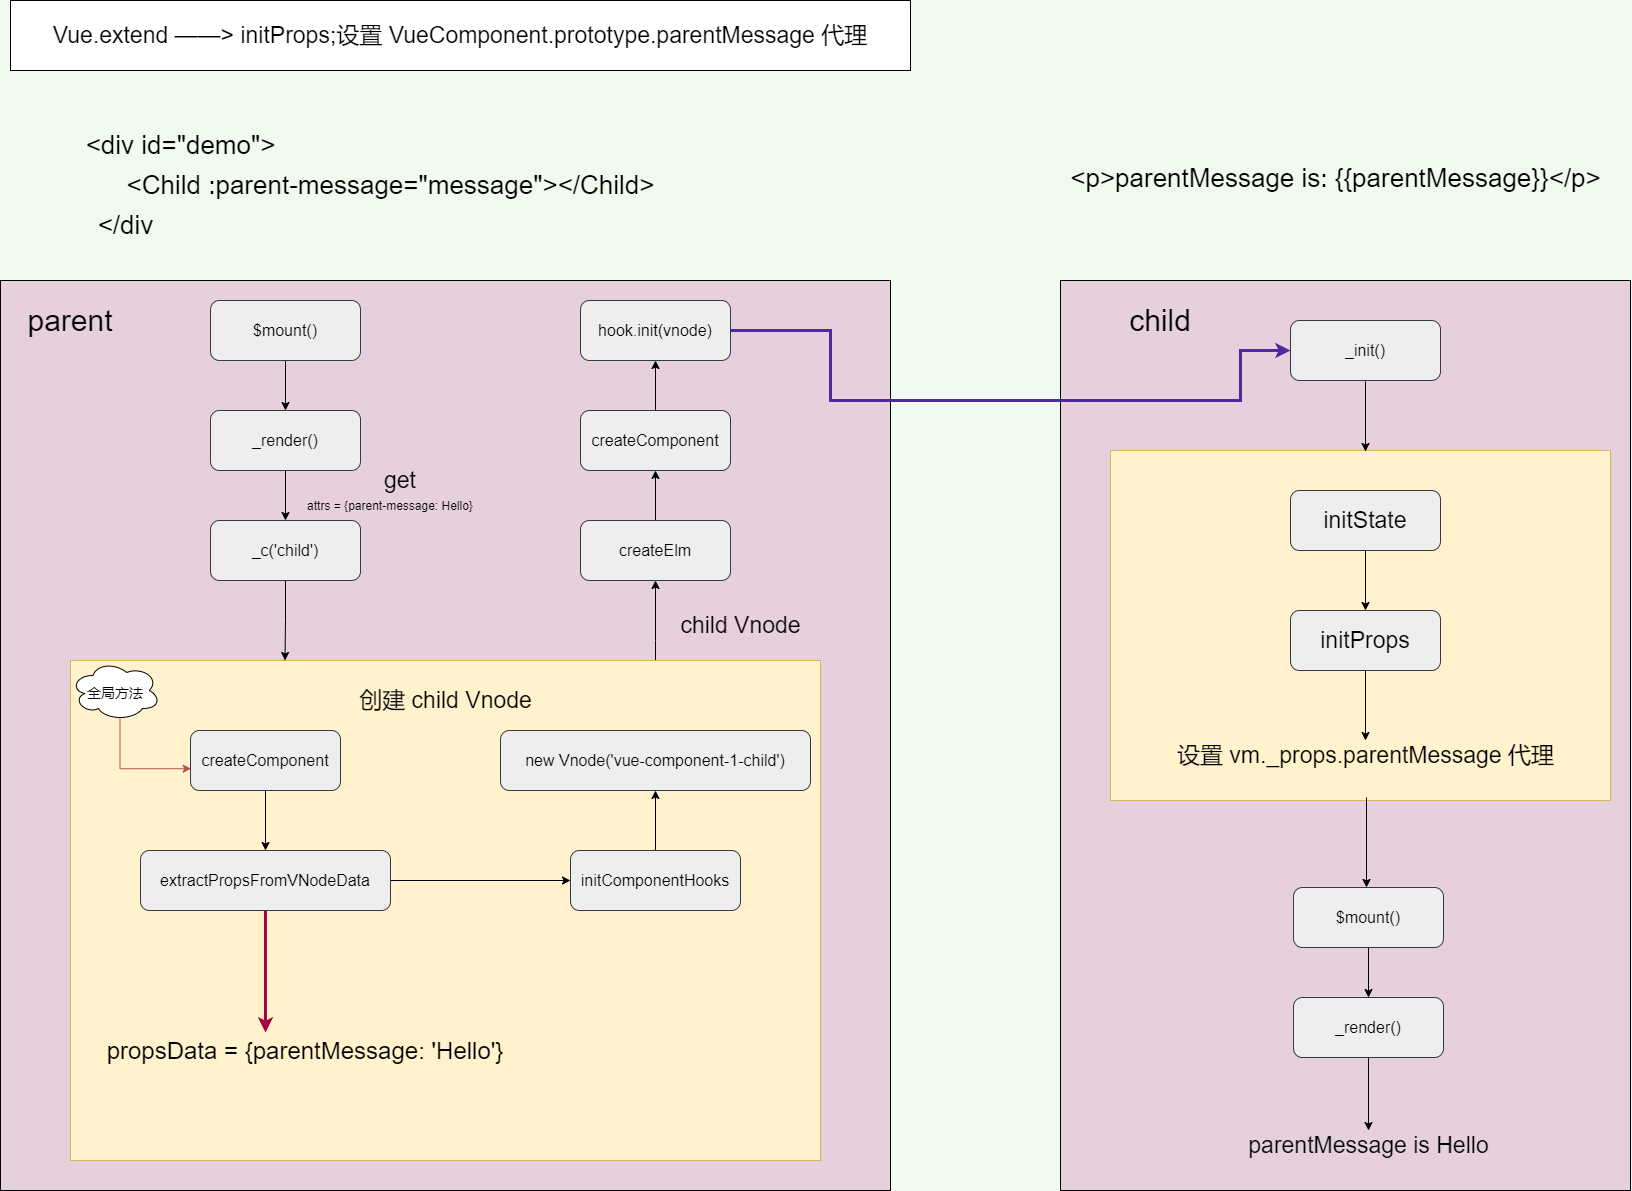 Vue.extend ——> initProps;设置 VueComponent.prototype.parentMessage 代理
<div id="demo">
<Child :parent-message="message"></Child>
</div
<p>parentMessage is: {{parentMessage}}</p>
parent
$mount()
_render()
get
attrs = {parent-message: Hello}
_c('child')
全局方法
创建 child Vnode
createComponent
extractPropsFromVNodeData
propsData = {parentMessage: 'Hello'}
initComponentHooks
new Vnode('vue-component-1-child')
child Vnode
createElm
createComponent
hook.init(vnode)
child
_init()
initState
initProps
设置 vm._props.parentMessage 代理
$mount()
_render()
parentMessage is Hello